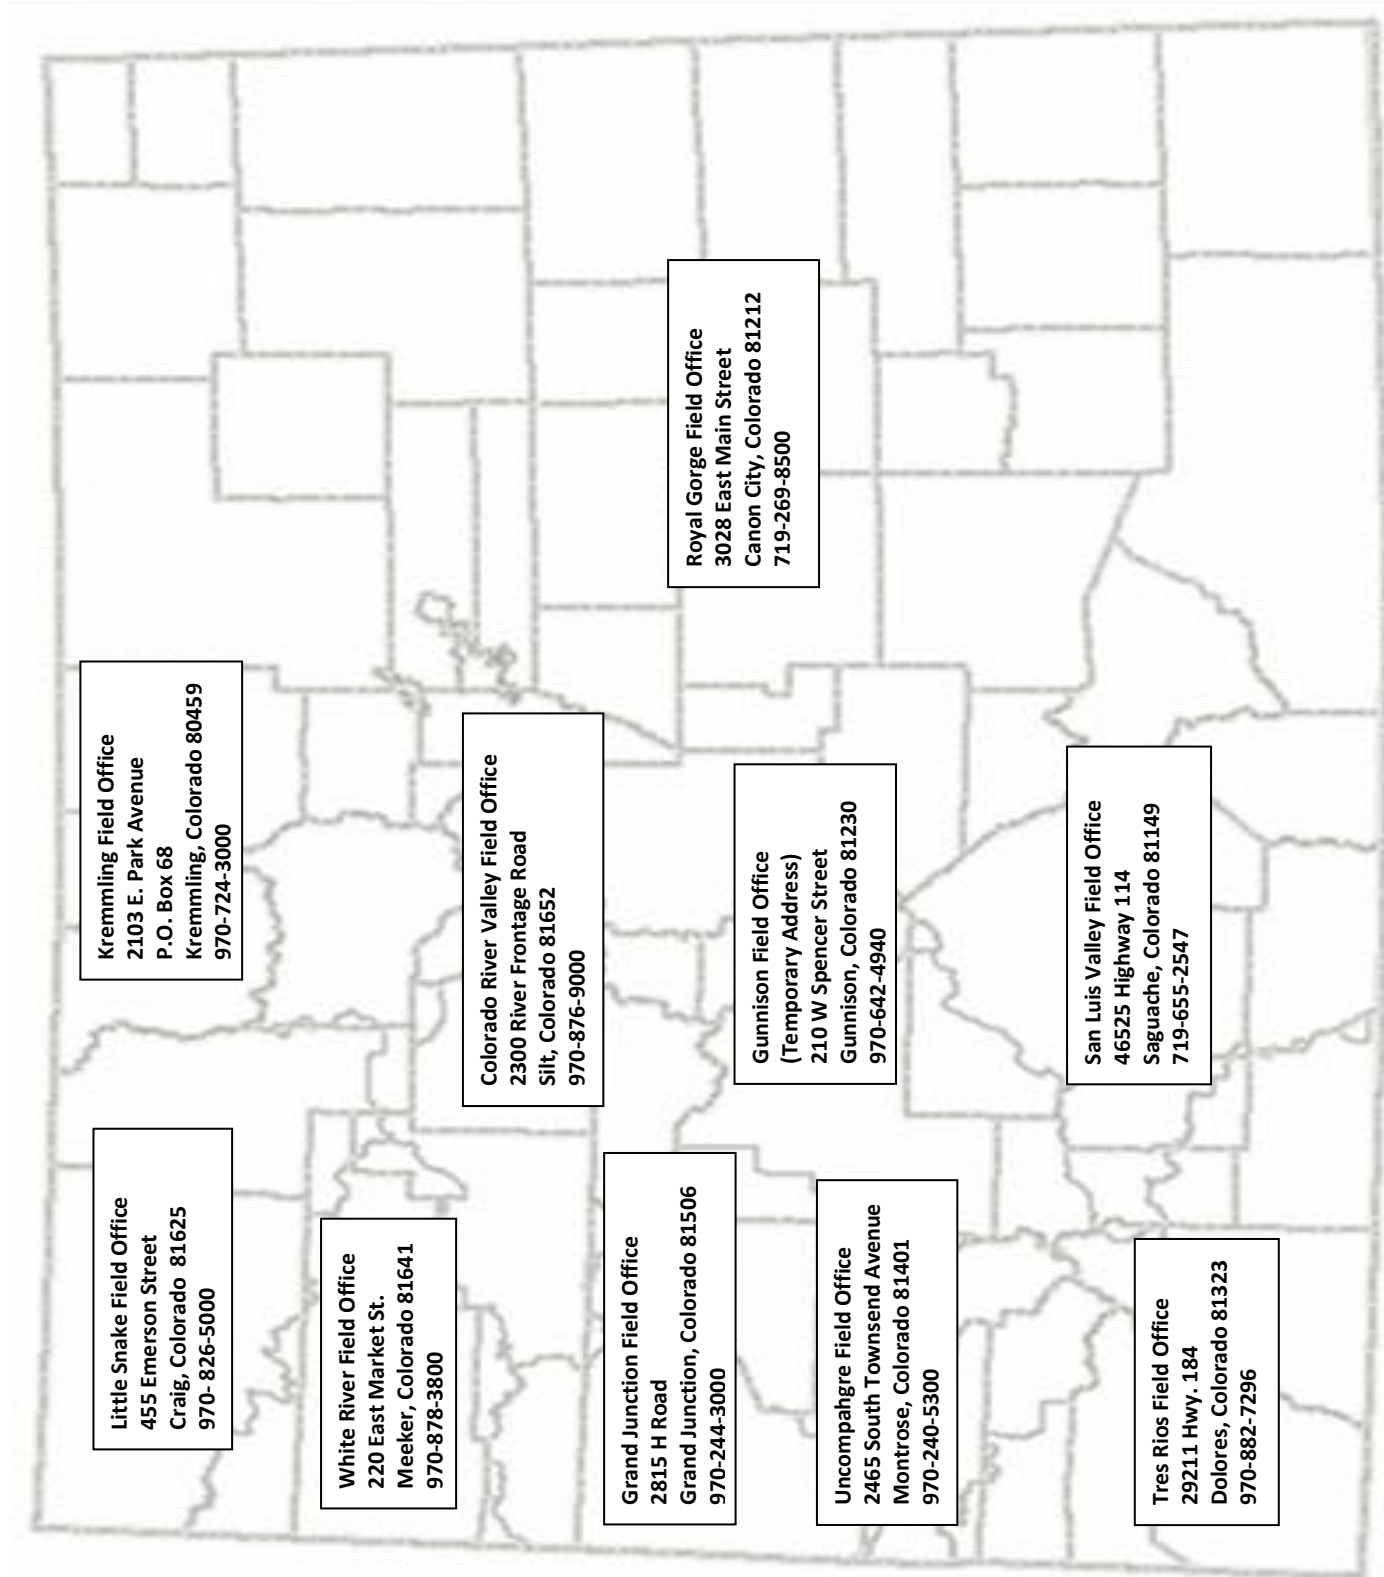 Little Snake Field Office
455 Emerson Street
Craig, Colorado  81625
970- 826-5000
Kremmling Field Office
2103 E. Park Avenue
P.O. Box 68
Kremmling, Colorado 80459
970-724-3000
White River Field Office
220 East Market St.
Meeker, Colorado 81641
970-878-3800
Colorado River Valley Field Office
2300 River Frontage Road
Silt, Colorado 81652
970-876-9000
Grand Junction Field Office
2815 H Road
Grand Junction, Colorado 81506
970-244-3000
Royal Gorge Field Office
3028 East Main Street
Canon City, Colorado 81212
719-269-8500
Gunnison Field Office
(Temporary Address)
210 W Spencer Street
Gunnison, Colorado 81230
970-642-4940
Uncompahgre Field Office
2465 South Townsend Avenue
Montrose, Colorado 81401
970-240-5300
San Luis Valley Field Office
46525 Highway 114
Saguache, Colorado 81149
719-655-2547
Tres Rios Field Office
29211 Hwy. 184
Dolores, Colorado 81323
970-882-7296